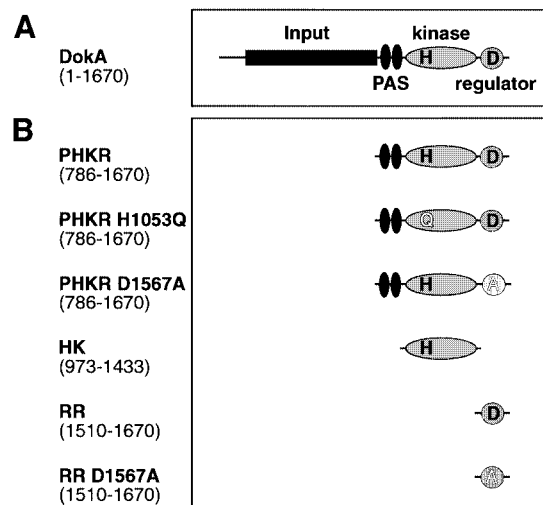 A
Input
kinase
DokA
(1-1670)
H
D
PAS
regulator
B
PHKR
(786-1670)
H
D
PHKR H1053Q
(786-1670)
Q
D
PHKR D1567A
(786-1670)
H
A
HK
(973-1433)
H
RR
(1510-1670)
D
RR D1567A
(1510-1670)
A